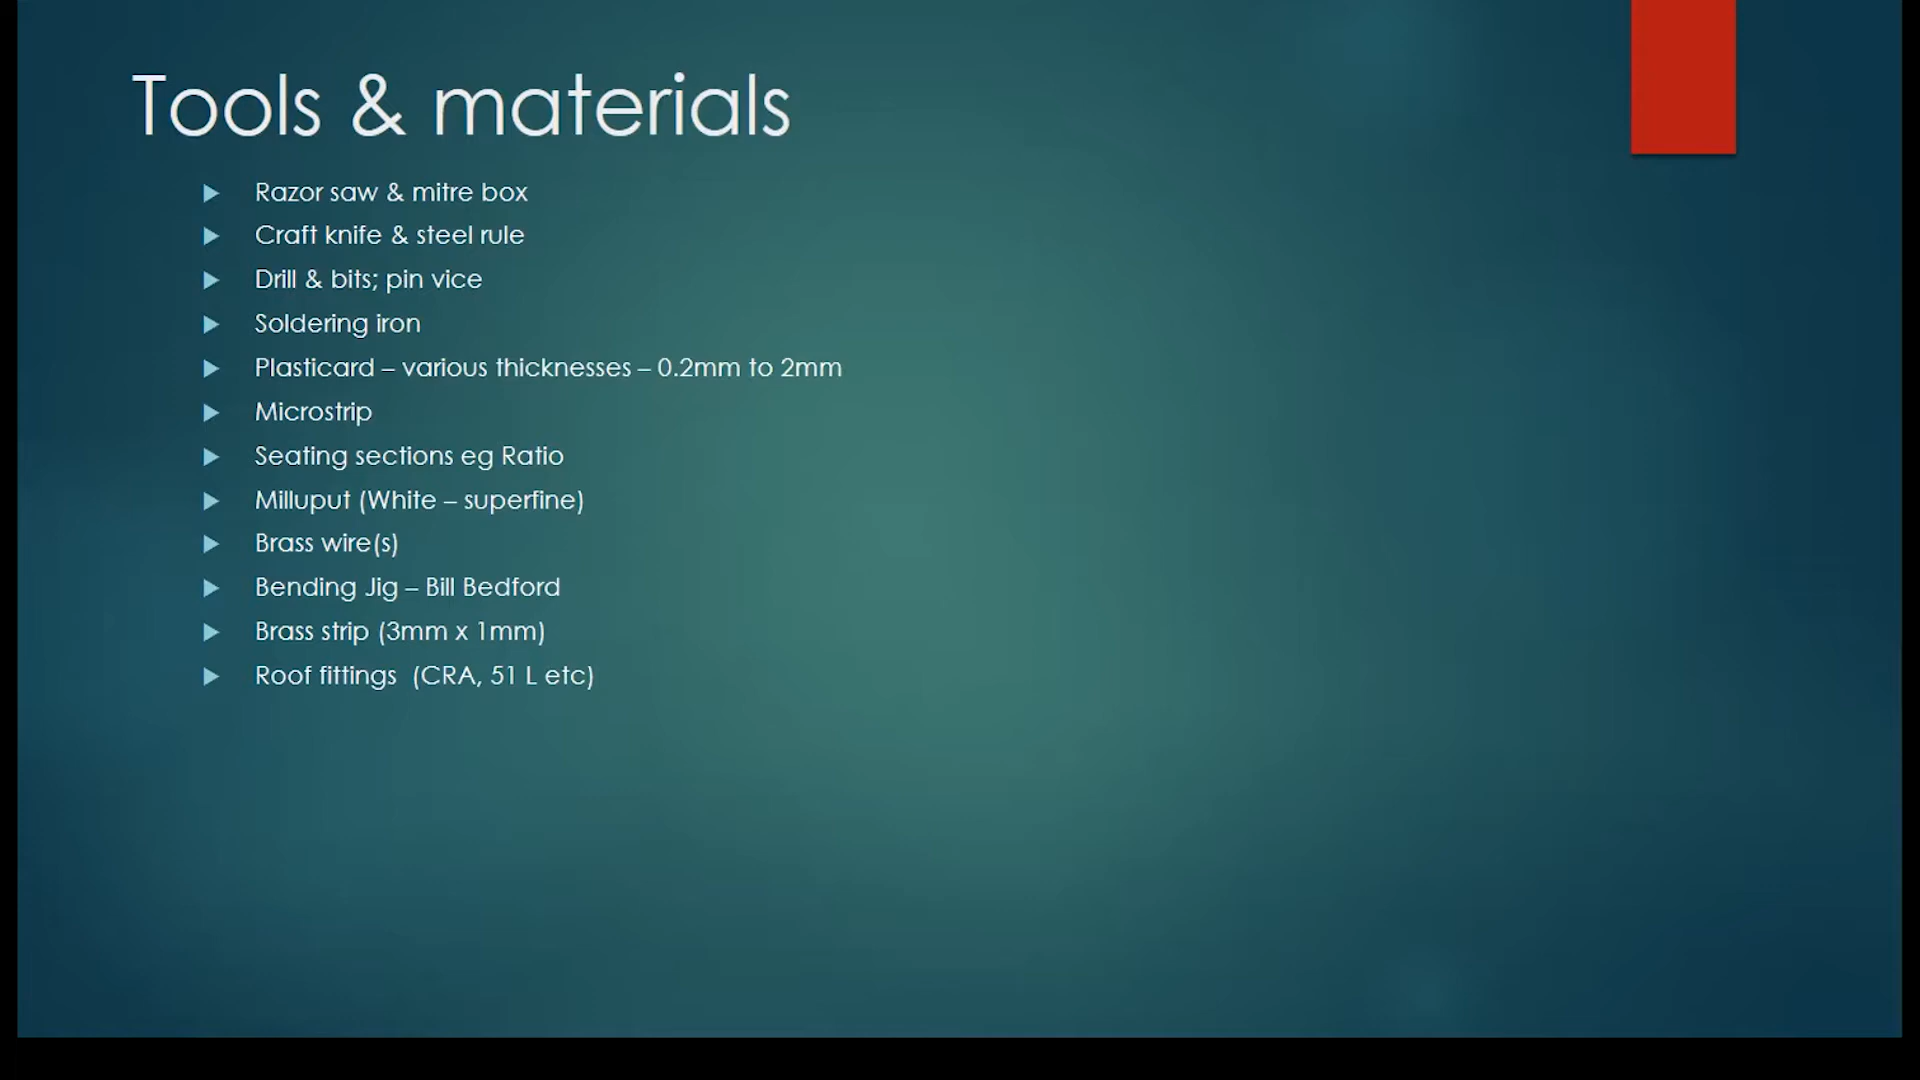 Tools & materials
Razor saw & mitre box
Craft knife & steel rule
Drill & bits; pin vice
Soldering iron
Plasticard – various thicknesses – 0.2mm to 2mm
Microstrip
Seating sections eg Ratio
Milluput (White – superfine)
Brass wire(s)
Bending Jig – Bill Bedford
Brass strip (3mm x 1mm)
Roof fittings  (CRA, 51 L etc)